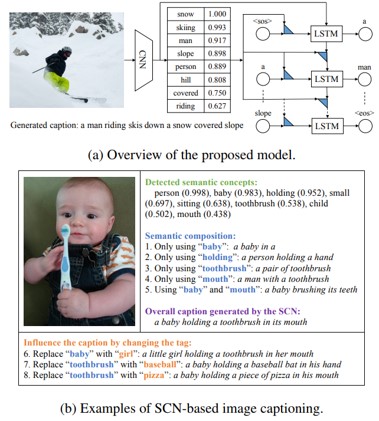 snow 1.000
skiing 0.993
man 0.917
slope 0.898
person 0.889
hill 0.808
covered 0.750
riding 0.627
CNN
<sos> LSTM a
a LSTM man
slope LSTM <eos>
Generated caption: a man riding skis down a snow covered slope
(a) Overview of the proposed model.
Detected semantic concepts:
person (0.998), baby (0.983), holding (0.952), small
(0.697), sitting (0.638), toothbrush (0.538), child
(0.502), mouth (0.438)
Semantic composition:
1. Only using “baby”: a baby in a
2. Only using “holding”: a person holding a hand
3. Only using “toothbrush”: a pair of toothbrush
4. Only using “mouth”: a man with a toothbrush
5. Using “baby” and “mouth”: a baby brushing its teeth
Overall caption generated by the SCN:
a baby holding a toothbrush in its mouth
Influence the caption by changing the tag:
6. Replace “baby” with “girl”: a little girl holding a toothbrush in her mouth
7. Replace “toothbrush” with “baseball”: a baby holding a baseball bat in his hand
8. Replace “toothbrush” with “pizza”: a baby holding a piece of pizza in his mouth
(b) Examples of SCN-based image captioning.